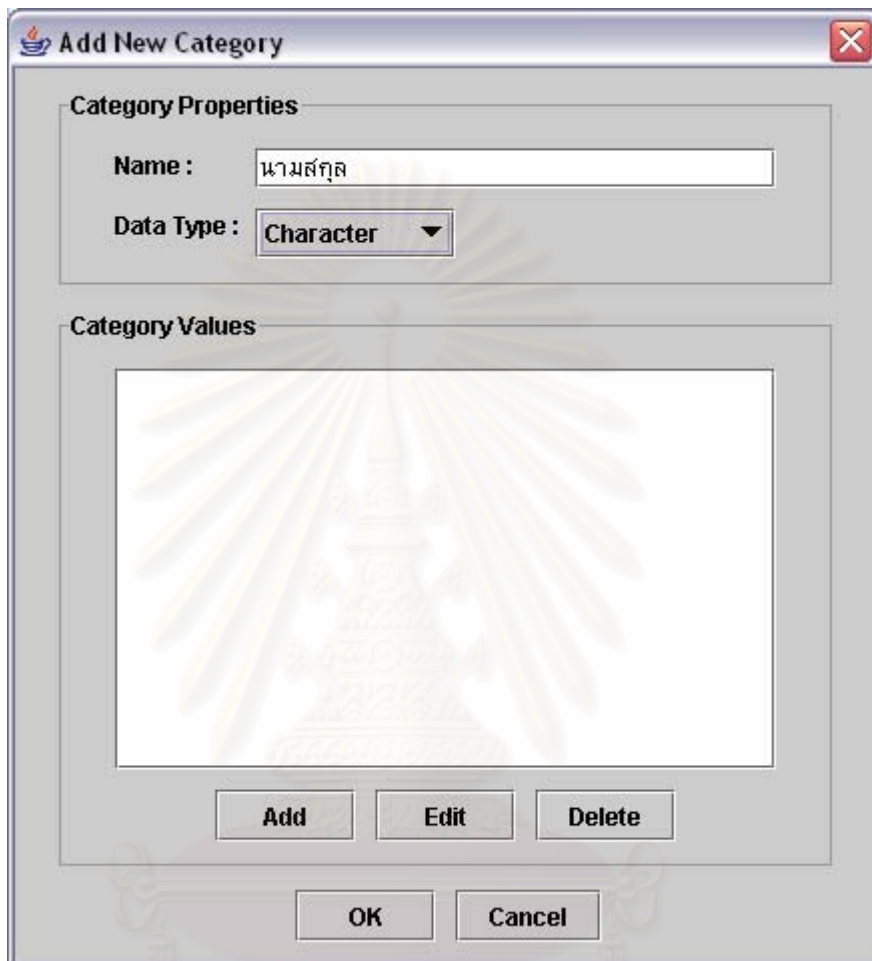 Add New Category
Category Properties
Name :
นามสกุล
Data Type :
Character
Category Values
Add
Edit
Delete
OK
Cancel